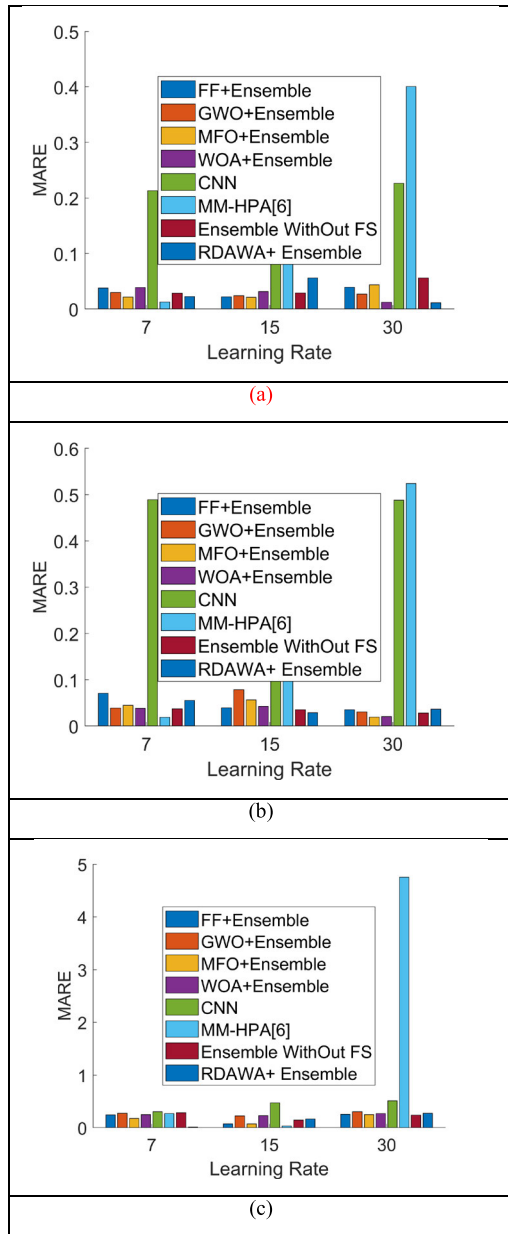 0.5
0.4
0.3
0.2
0.1
0
MARE
FF+Ensemble
GWO+Ensemble
MFO+Ensemble
WOA+Ensemble
CNN
MM-HPA[6]
Ensemble WithOut FS
RDAWA+ Ensemble
7 15 30
Learning Rate
(a)
0.6
0.5
0.4
0.3
0.2
0.1
0
MARE
FF+Ensemble
GWO+Ensemble
MFO+Ensemble
WOA+Ensemble
CNN
MM-HPA[6]
Ensemble WithOut FS
RDAWA+ Ensemble
7 15 30
Learning Rate
(b)
5
4
3
2
1
0
MARE
FF+Ensemble
GWO+Ensemble
MFO+Ensemble
WOA+Ensemble
CNN
MM-HPA[6]
Ensemble WithOut FS
RDAWA+ Ensemble
7 15 30
Learning Rate
(c)